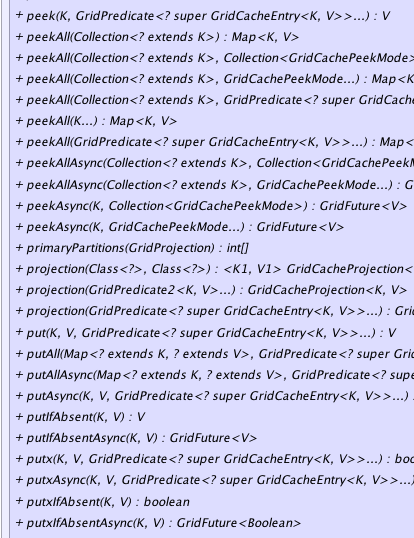 + peek(K, GridPredicate<? super GridCacheEntry<K, V>>...) : V
+ peekAll(Collection<? extends K>) : Map<K, V>
+ peekAll(Collection<? extends K>, Collection<GridCachePeekMode>
+ peekAll(Collection<? extends K>, GridCachePeekMode...) : Map<K
+ peekAll(Collection<? extends K>, GridPredicate<? super GridCache
+ peekAll(K...) : Map<K, V>
+ peekAll(GridPredicate<? super GridCacheEntry<K, V>>...) : Map<
+ peekAllAsync(Collection<? extends K>, Collection<GridCachePeekM
+ peekAllAsync(Collection<? extends K>, GridCachePeekMode...) : G
+ peekAsync(K, Collection<GridCachePeekMode>) : GridFuture<V>
+ peekAsync(K, GridCachePeekMode...) : GridFuture<V>
+ primaryPartitions(GridProjection) : int[]
+ projection(Class<?>, Class<?>) : <K1, V1> GridCacheProjection<
+ projection(GridPredicate2<K, V>...) : GridCacheProjection<K, V>
+ projection(GridPredicate<? super GridCacheEntry<K, V>>...) : Grid
+ put(K, V, GridPredicate<? super GridCacheEntry<K, V>>...) : V
+ putAll(Map<? extends K, ? extends V>, GridPredicate<? super Grid
+ putAllAsync(Map<? extends K, ? extends V>, GridPredicate<? supe
+ putAsync(K, V, GridPredicate<? super GridCacheEntry<K, V>>...) :
+ putIfAbsent(K, V) : V
+ putIfAbsentAsync(K, V) : GridFuture<V>
+ putx(K, V, GridPredicate<? super GridCacheEntry<K, V>>...) : boo
+ putxAsync(K, V, GridPredicate<? super GridCacheEntry<K, V>>...)
+ putxIfAbsent(K, V) : boolean
+ putxIfAbsentAsync(K, V) : GridFuture<Boolean>